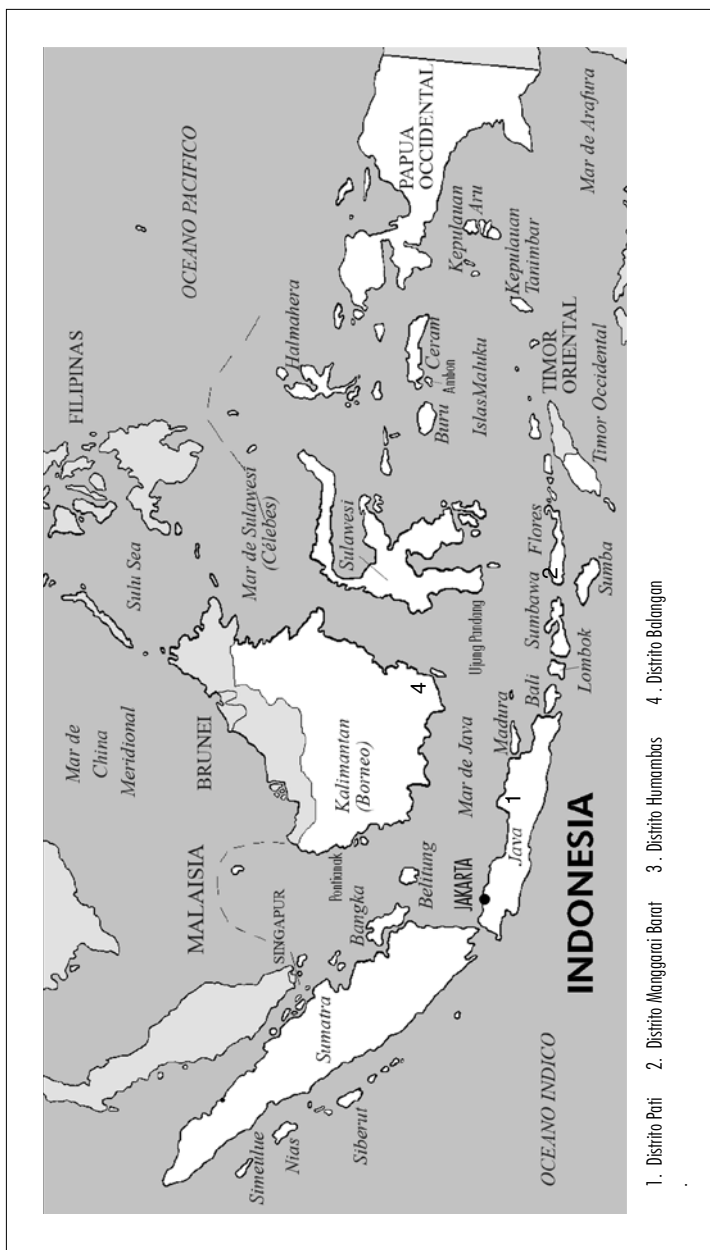 FILIPINAS
OCEANO PACIFICO
Mar de
China
Meridional
Sulu Sea
BRUNEI
MALAISIA
SINGAPUR
Mar de Sulawesi
(Célebes)
Halmahera
PAPUA
OCCIDENTAL
Simeulue
Nias
Siberut
Sumatra
Pontianak
Bangka
Belitung
Kalimantan
(Borneo)
4
Sulawesi
Buru
Ceram
Ambon
Islas Maluku
Kepulauan
Aru
Kepulauan
Tanimbar
Mar de Arafura
Ujung Pandang
Mar de Java
JAKARTA
Java
1
Madura
Bali
Lombok
Sumbawa
Flores
2
Sumba
TIMOR
ORIENTAL
Timor Occidental
OCEANO INDICO
INDONESIA
1. Distrito Pati 2. Distrito Manggarai Barat 3. Distrito Humambas 4 . Distrito Balangan
.